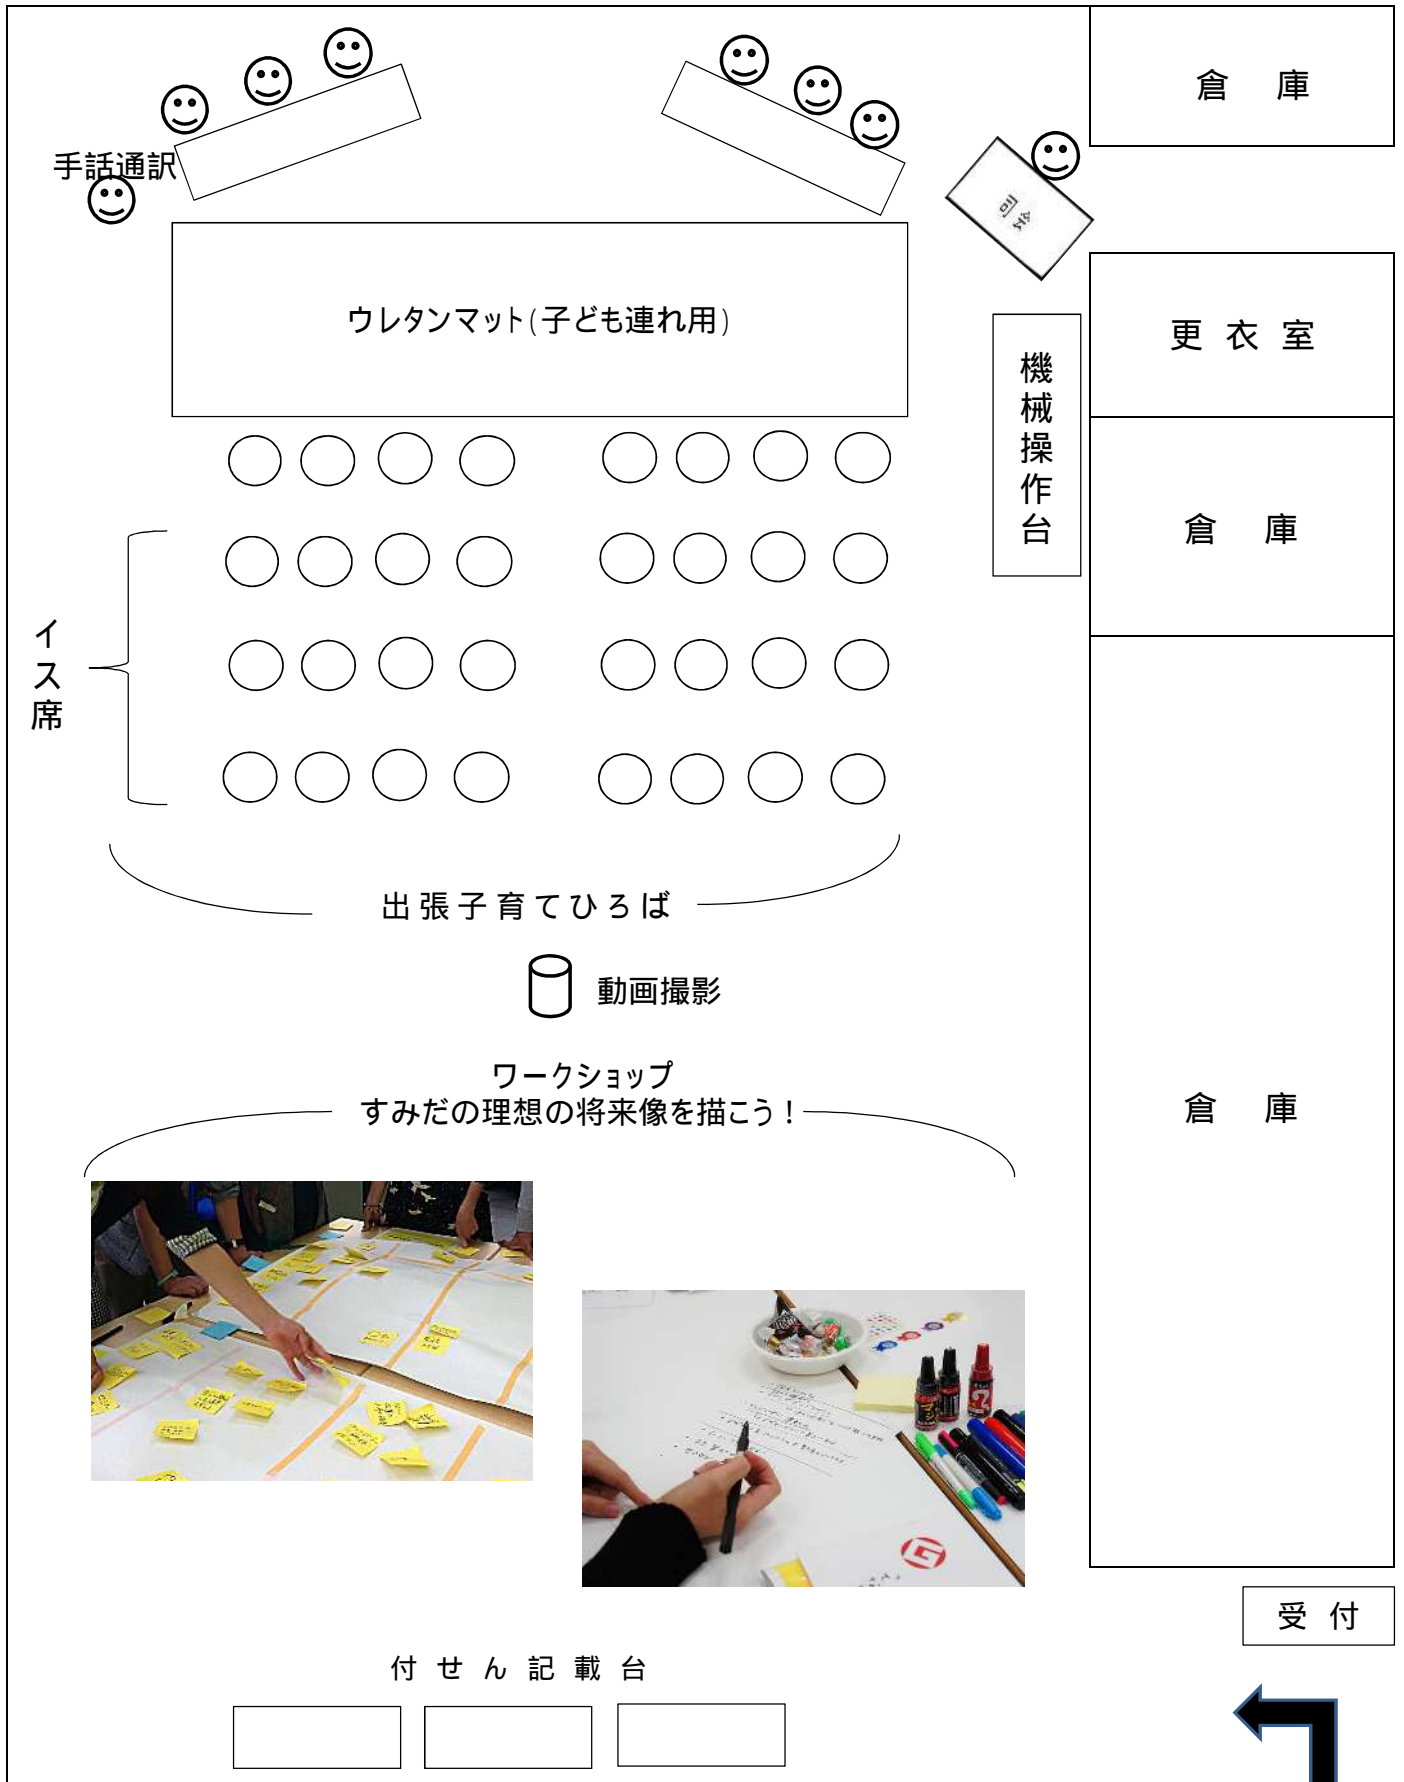 倉 庫
手話通訳
司会
ウレタンマット(子ども連れ用)
更 衣 室
機械操作台
倉 庫
イス席
出張子育てひろば
動画撮影
ワークショップ
すみだの理想の将来像を描こう!
倉 庫
受 付
付 せ ん 記 載 台